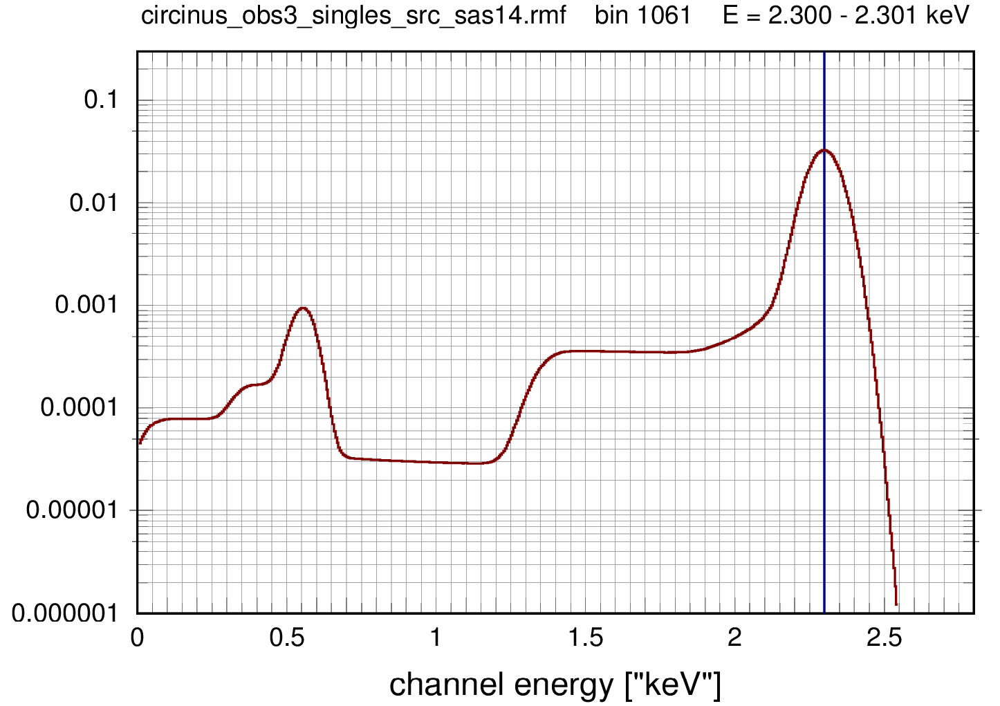 circinus_obs3_singles_src_sas14.rmf bin 1061 E = 2.300 - 2.301 keV
0.1
0.01
0.001
0.0001
0.00001
0.000001
0 0.5 1 1.5 2 2.5
channel energy ["keV"]